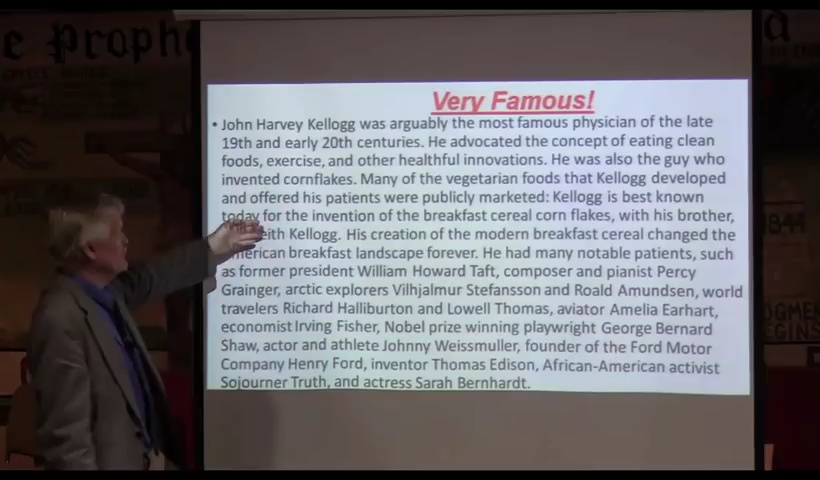 e Proph
a
Very Famous!
• John Harvey Kellogg was arguably the most famous physician of the late
19th and early 20th centuries. He advocated the concept of eating clean
foods, exercise, and other healthful innovations. He was also the guy who
invented cornflakes. Many of the vegetarian foods that Kellogg developed
and offered his patients were publicly marketed: Kellogg is best known
today for the invention of the breakfast cereal corn flakes, with his brother,
eith Kellogg. His creation of the modern breakfast cereal changed the
merican breakfast landscape forever. He had many notable patients, such
as former president William Howard Taft, composer and pianist Percy
Grainger, arctic explorers Vilhjalmur Stefansson and Roald Amundsen, world
travelers Richard Halliburton and Lowell Thomas, aviator Amelia Earhart,
economist Irving Fisher, Nobel prize winning playwright George Bernard
Shaw, actor and athlete Johnny Weissmuller, founder of the Ford Motor
Company Henry Ford, inventor Thomas Edison, African-American activist
Sojourner Truth, and actress Sarah Bernhardt.
1844
DGMEN
EGINS